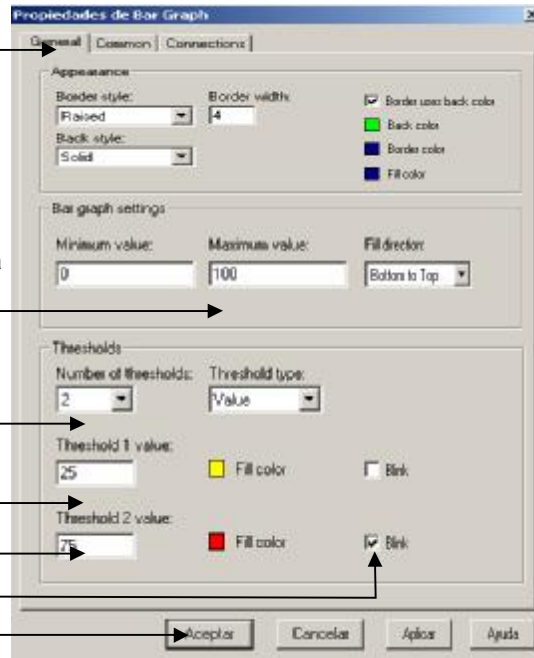 Propiedades de Bar Graph
General Common Connections
Appearance
Border style: Border width:
Raised 4
Border uses back color
Back style:
Back color
Solid
Border color
Fill color
Bar graph settings
Minimum value: Maximum value: Fill direction:
0 100 Bottom to Top
Thresholds
Number of thresholds: Threshold type:
2 Value
Threshold 1 value:
25 Fill color Blink
Threshold 2 value:
75 Fill color Blink
Aceptar Cancelar Aplicar Ayuda